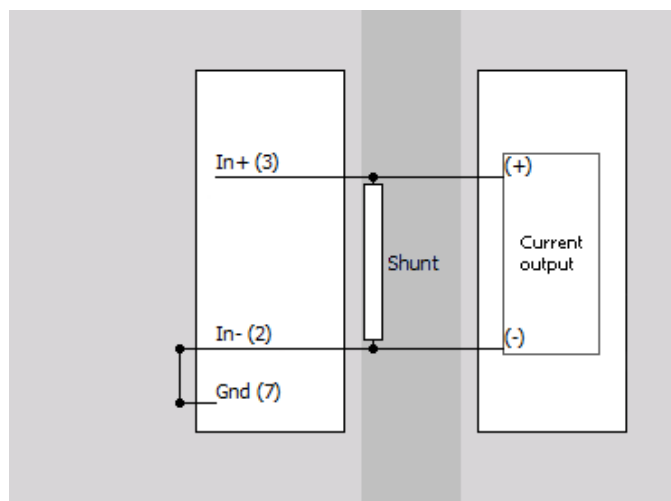 In+ (3)
(+)
Current
output
Shunt
In- (2)
(-)
Gnd (7)